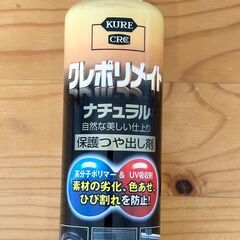 KURE
CRC
クレポリメイト
ナチュラル
自然な美しい仕上り
保護つや出し剤
高分子ポリマー & UV吸収剤
素材の劣化、色あせ、
ひび割れを防止!